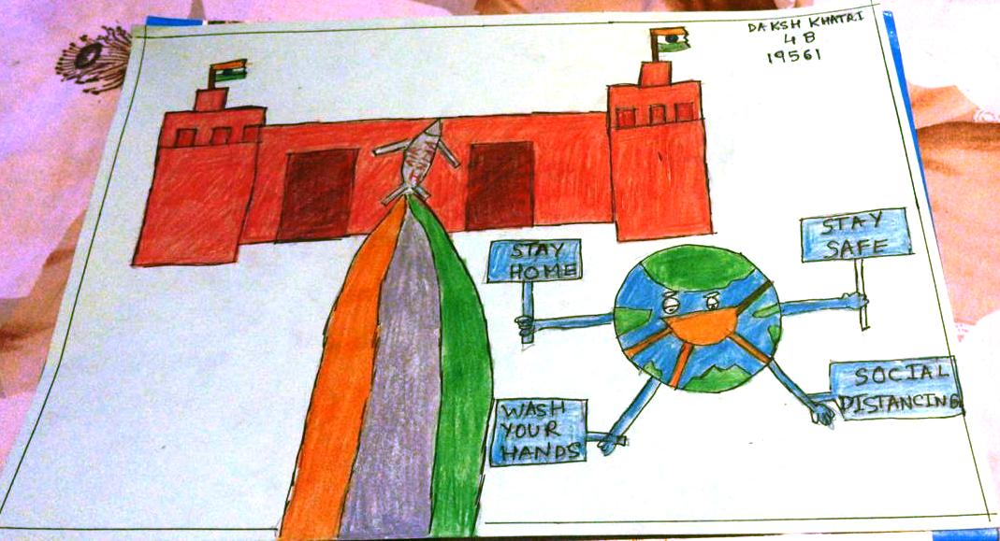 DAKSH KHATRI
4 B
19561
STAY
HOME
STAY
SAFE
WASH
YOUR
HANDS
SOCIAL
DISTANCING